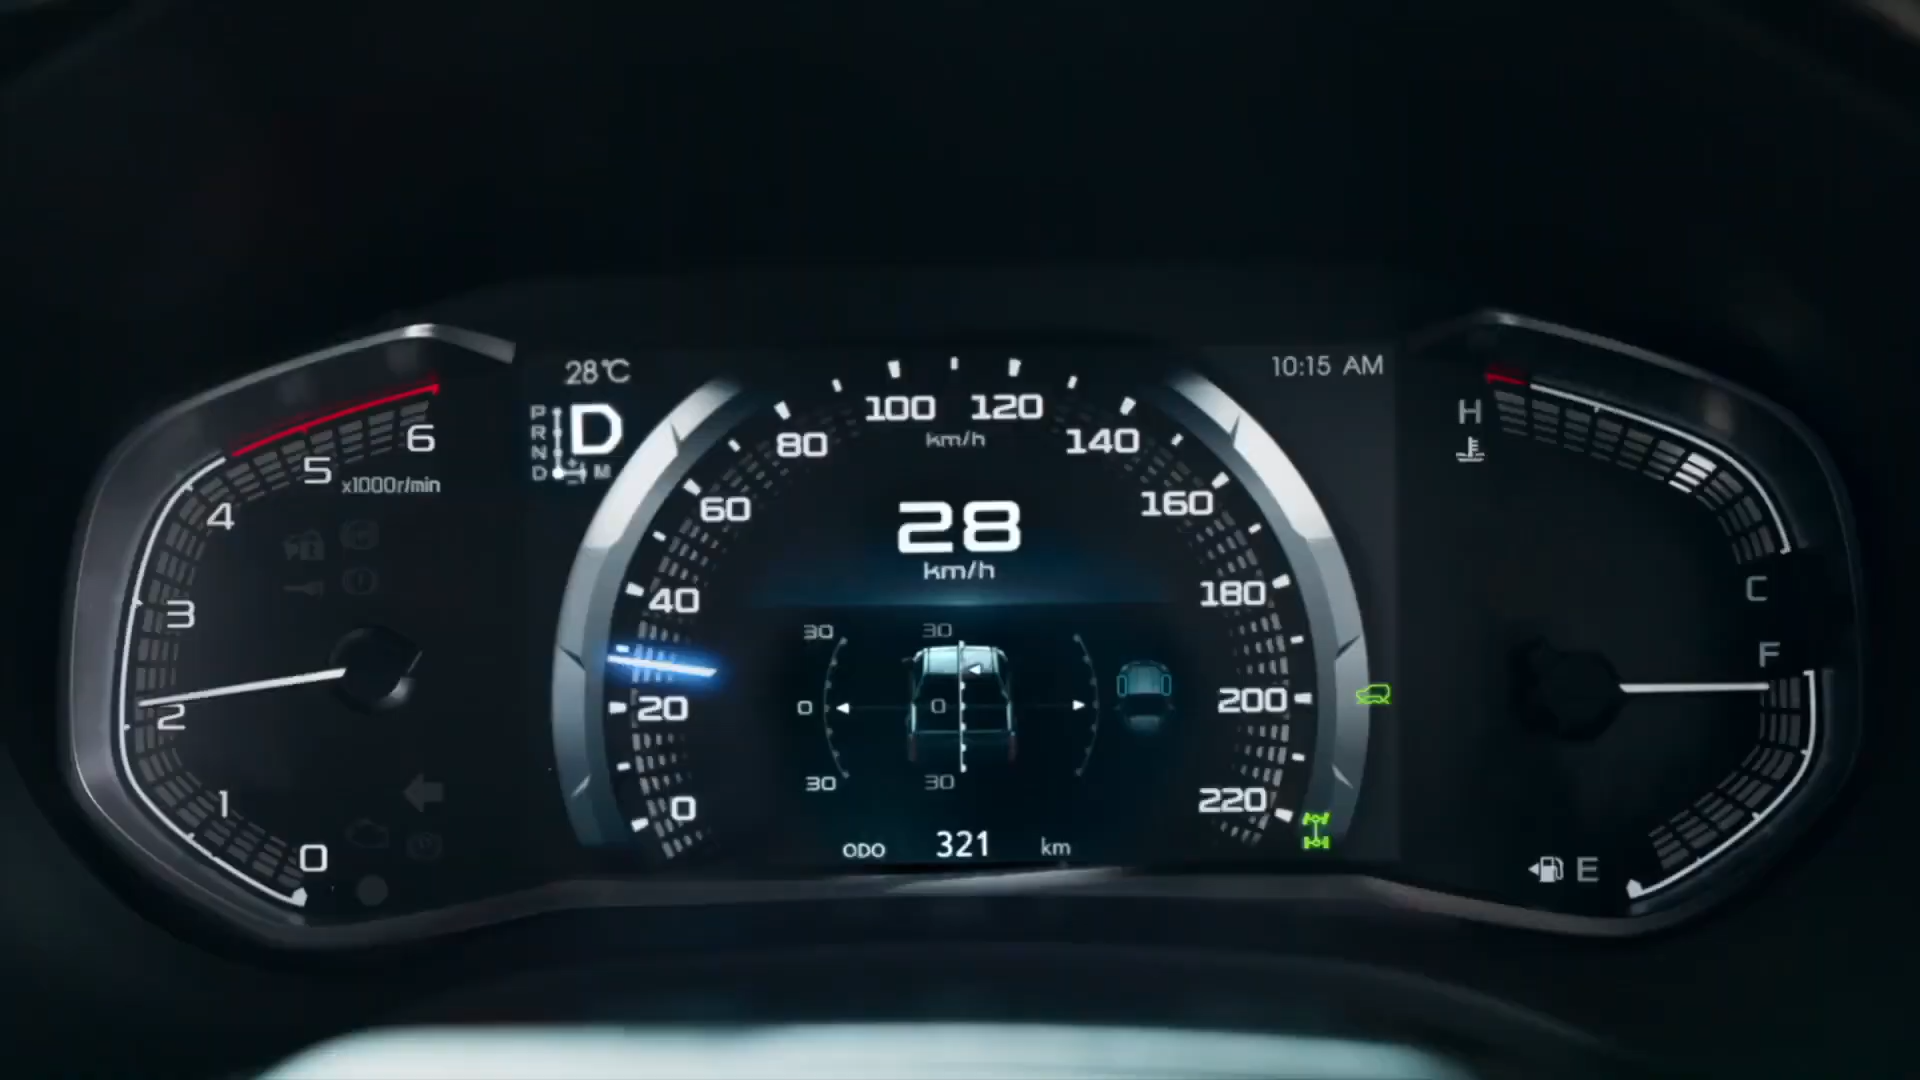 28℃
10:15 AM
P
R
N
D M
D
6
5
x1000r/min
4
3
2
1
0
100 120
km/h
80
140
60
160
40
180
20
200
0
220
28
km/h
30 30
0 0
30 30
ODO 321 km
H
C
F
E